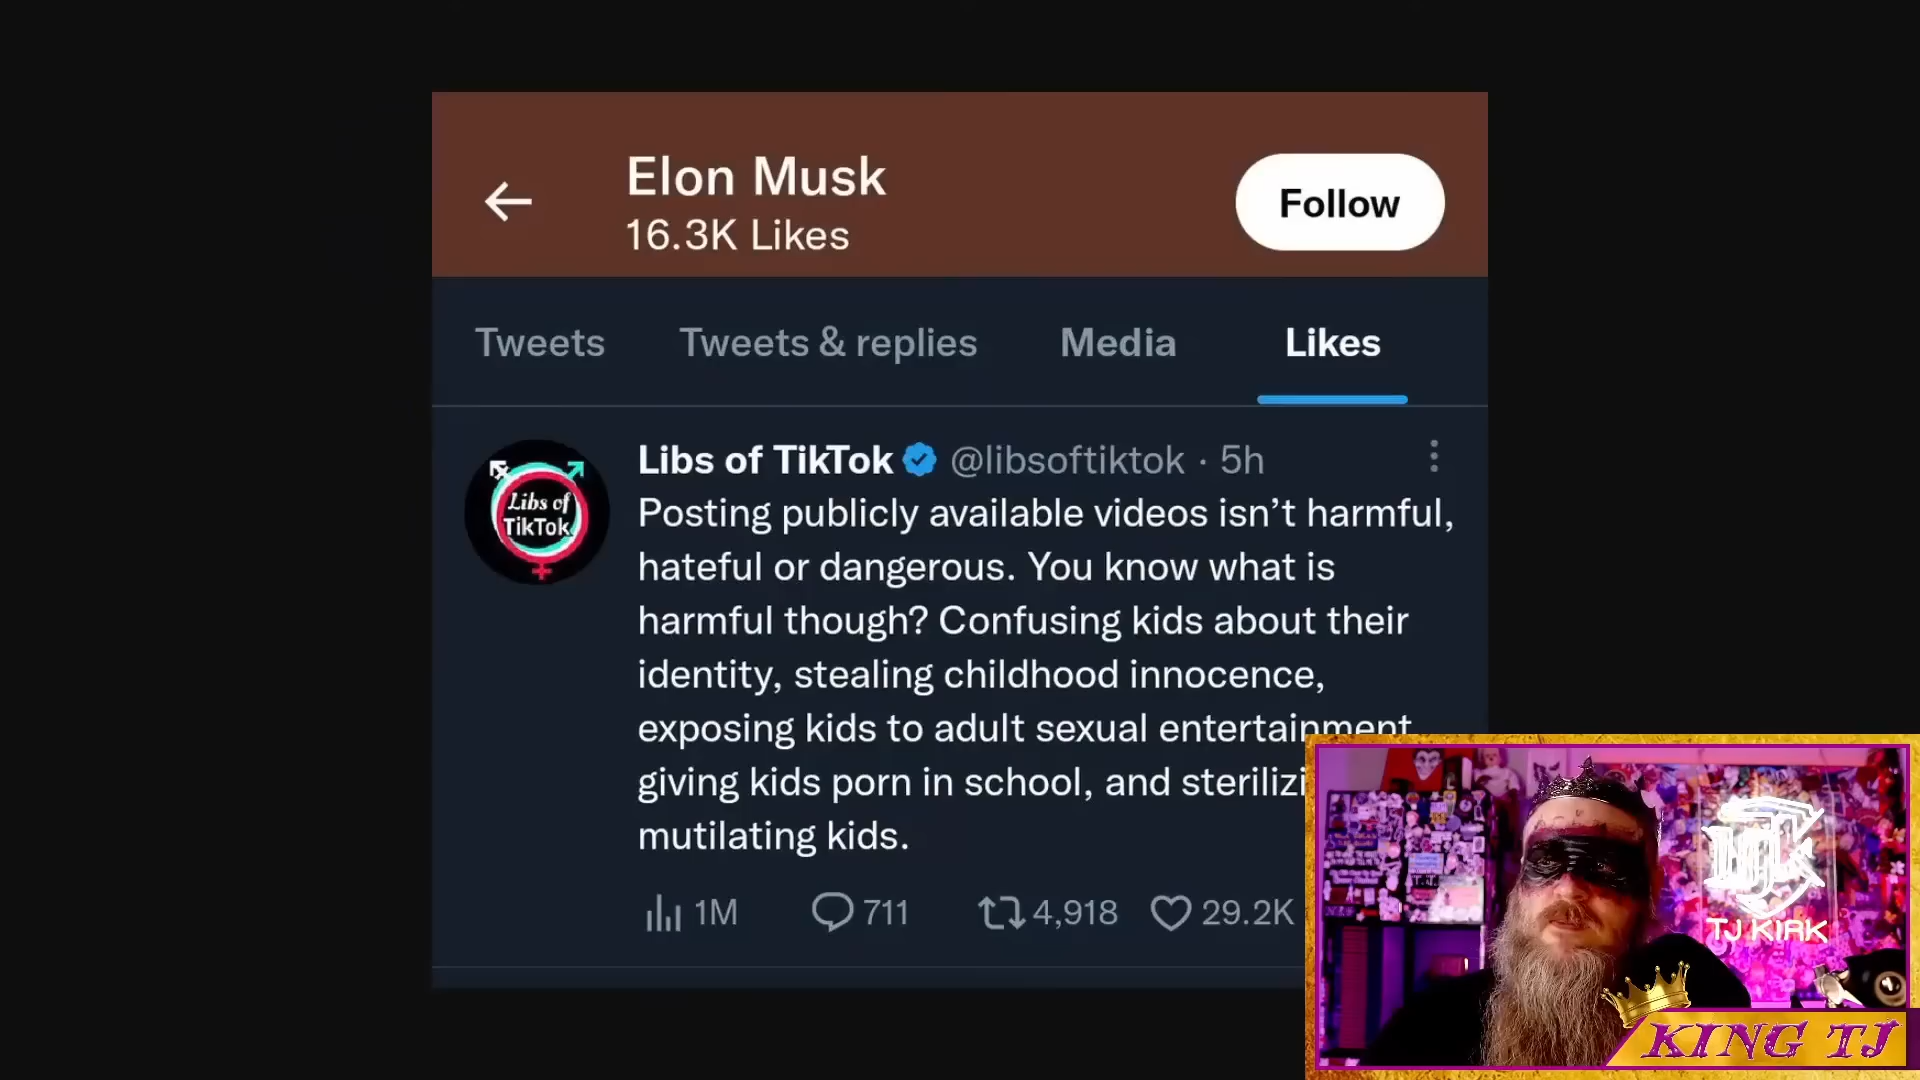 Elon Musk
16.3K Likes
Follow
Tweets
Tweets & replies
Media
Likes
Libs of TikTok
Libs of TikTok @libsoftiktok · 5h
Posting publicly available videos isn’t harmful,
hateful or dangerous. You know what is
harmful though? Confusing kids about their
identity, stealing childhood innocence,
exposing kids to adult sexual entertainment
giving kids porn in school, and
mutilating kids.
1M
711
4,918
29.2K
TJ KIRK
KING TJ